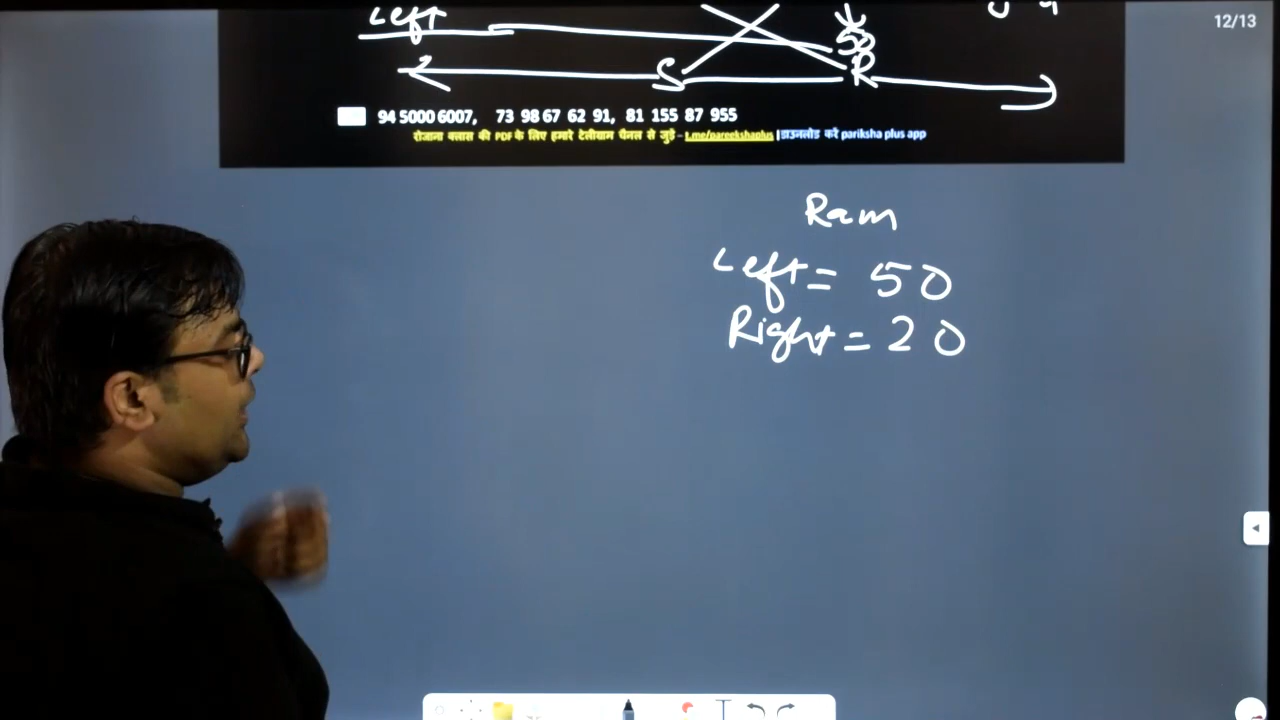 Left
12/13
50
S R
94 5000 6007, 73 98 67 62 91, 81 155 87 955
रोजाना क्लास की PDF के लिए हमारे टेलीग्राम चैनल से जुड़ें – t.me/pareekshaplus |डाउनलोड करें pariksha plus app
Ram
Left = 50
Right = 20